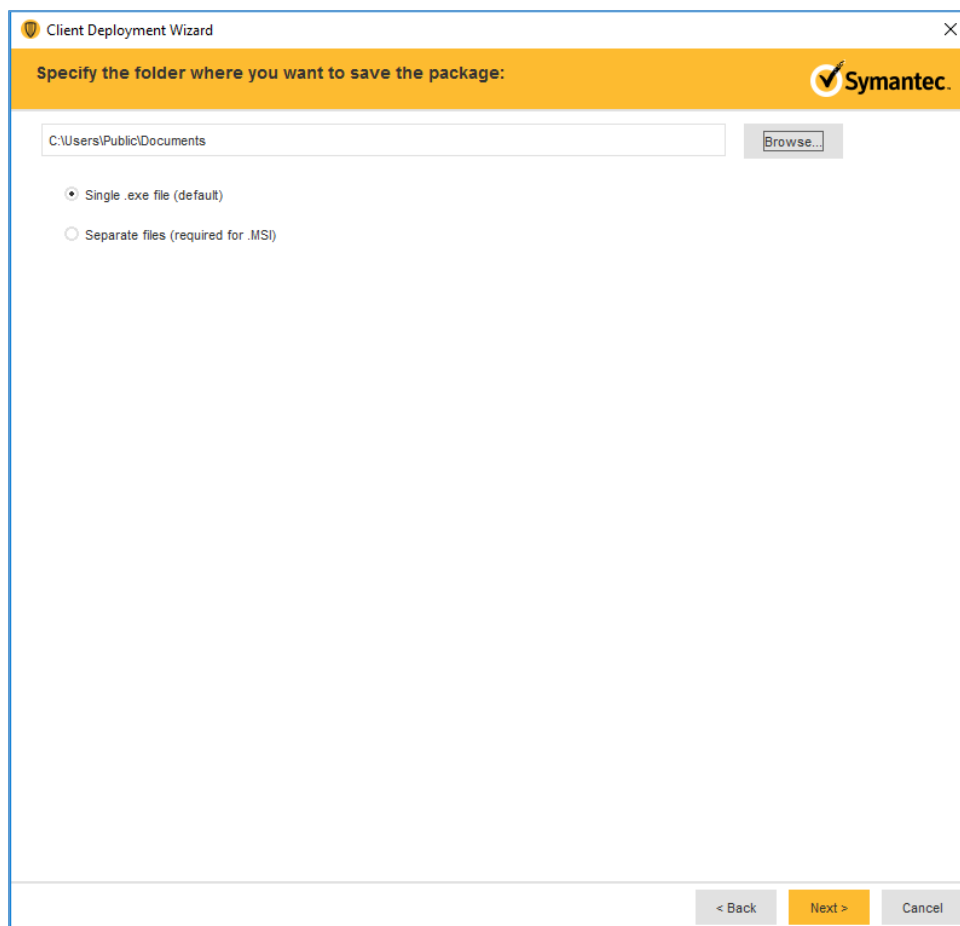 Client Deployment Wizard
Specify the folder where you want to save the package:
Symantec.
C:\Users\Public\Documents
Browse...
Single .exe file (default)
Separate files (required for .MSI)
< Back
Next >
Cancel